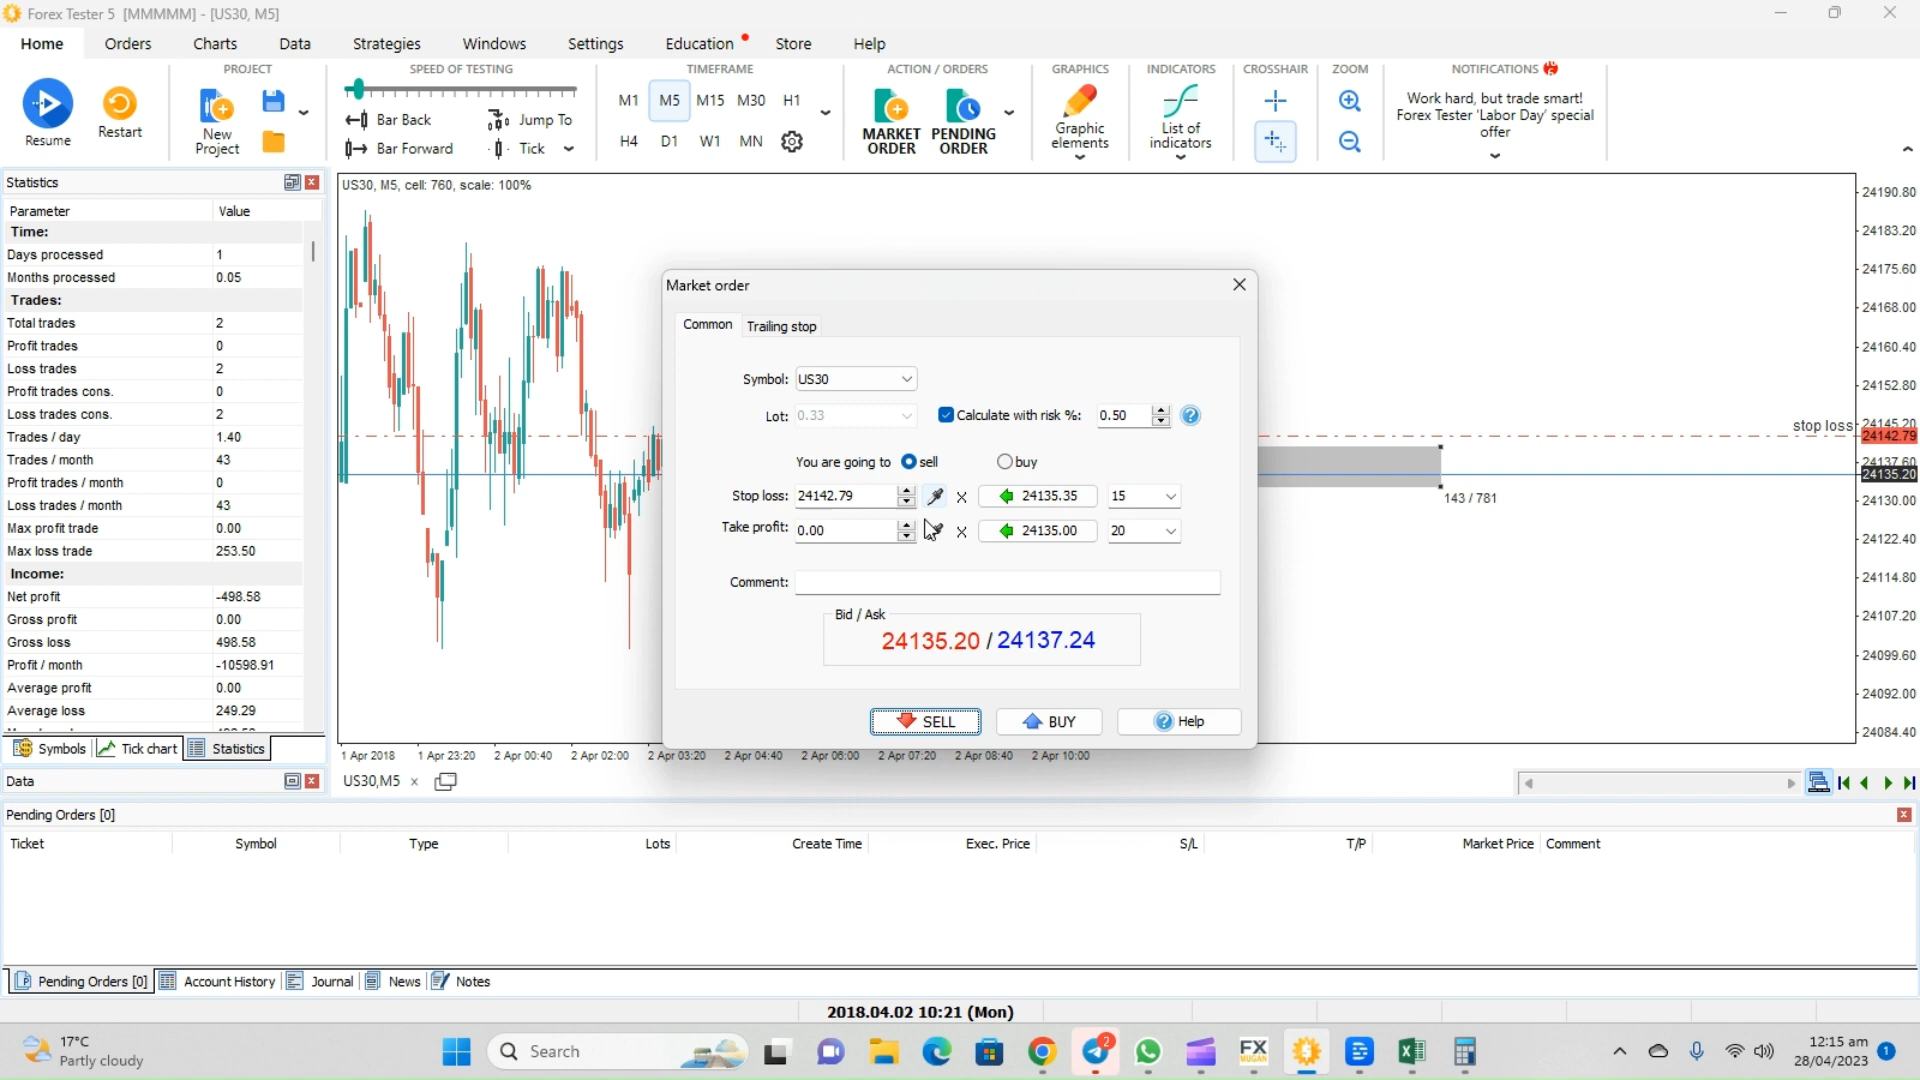 Forex Tester 5 [MMMMM] - [US30, M5]
Home Orders Charts Data Strategies Windows Settings Education Store Help
PROJECT SPEED OF TESTING TIMEFRAME ACTION / ORDERS GRAPHICS INDICATORS CROSSHAIR ZOOM NOTIFICATIONS
Resume Restart
New Project
Bar Back Jump To
Bar Forward Tick
M1 M5 M15 M30 H1
H4 D1 W1 MN
MARKET ORDER
PENDING ORDER
Graphic elements
List of indicators
Work hard, but trade smart!
Forex Tester 'Labor Day' special
offer
Statistics
Parameter Value
Time:
Days processed 1
Months processed 0.05
Trades:
Total trades 2
Profit trades 0
Loss trades 2
Profit trades cons. 0
Loss trades cons. 2
Trades / day 1.40
Trades / month 43
Profit trades / month 0
Loss trades / month 43
Max profit trade 0.00
Max loss trade 253.50
Income:
Net profit -498.58
Gross profit 0.00
Gross loss 498.58
Profit / month -10598.91
Average profit 0.00
Average loss 249.29
Symbols Tick chart Statistics
Data
US30, M5, cell: 760, scale: 100%
Market order
Common Trailing stop
Symbol: US30
Lot: 0.33 Calculate with risk %: 0.50
You are going to sell buy
Stop loss: 24142.79 24135.35 15
Take profit: 0.00 24135.00 20
Comment:
Bid / Ask
24135.20 / 24137.24
SELL BUY Help
stop loss
143 / 781
24190.80
24183.20
24175.60
24168.00
24160.40
24152.80
24145.20
24142.79
24137.60
24135.20
24130.00
24122.40
24114.80
24107.20
24099.60
24092.00
24084.40
1 Apr 2018 1 Apr 23:20 2 Apr 00:40 2 Apr 02:00 2 Apr 03:20 2 Apr 04:40 2 Apr 06:00 2 Apr 07:20 2 Apr 08:40 2 Apr 10:00
US30,M5
Pending Orders [0]
Ticket Symbol Type Lots Create Time Exec. Price S/L T/P Market Price Comment
Pending Orders [0] Account History Journal News Notes
2018.04.02 10:21 (Mon)
17°C
Partly cloudy
Search
2
FX
MUGAN
12:15 am
28/04/2023
1